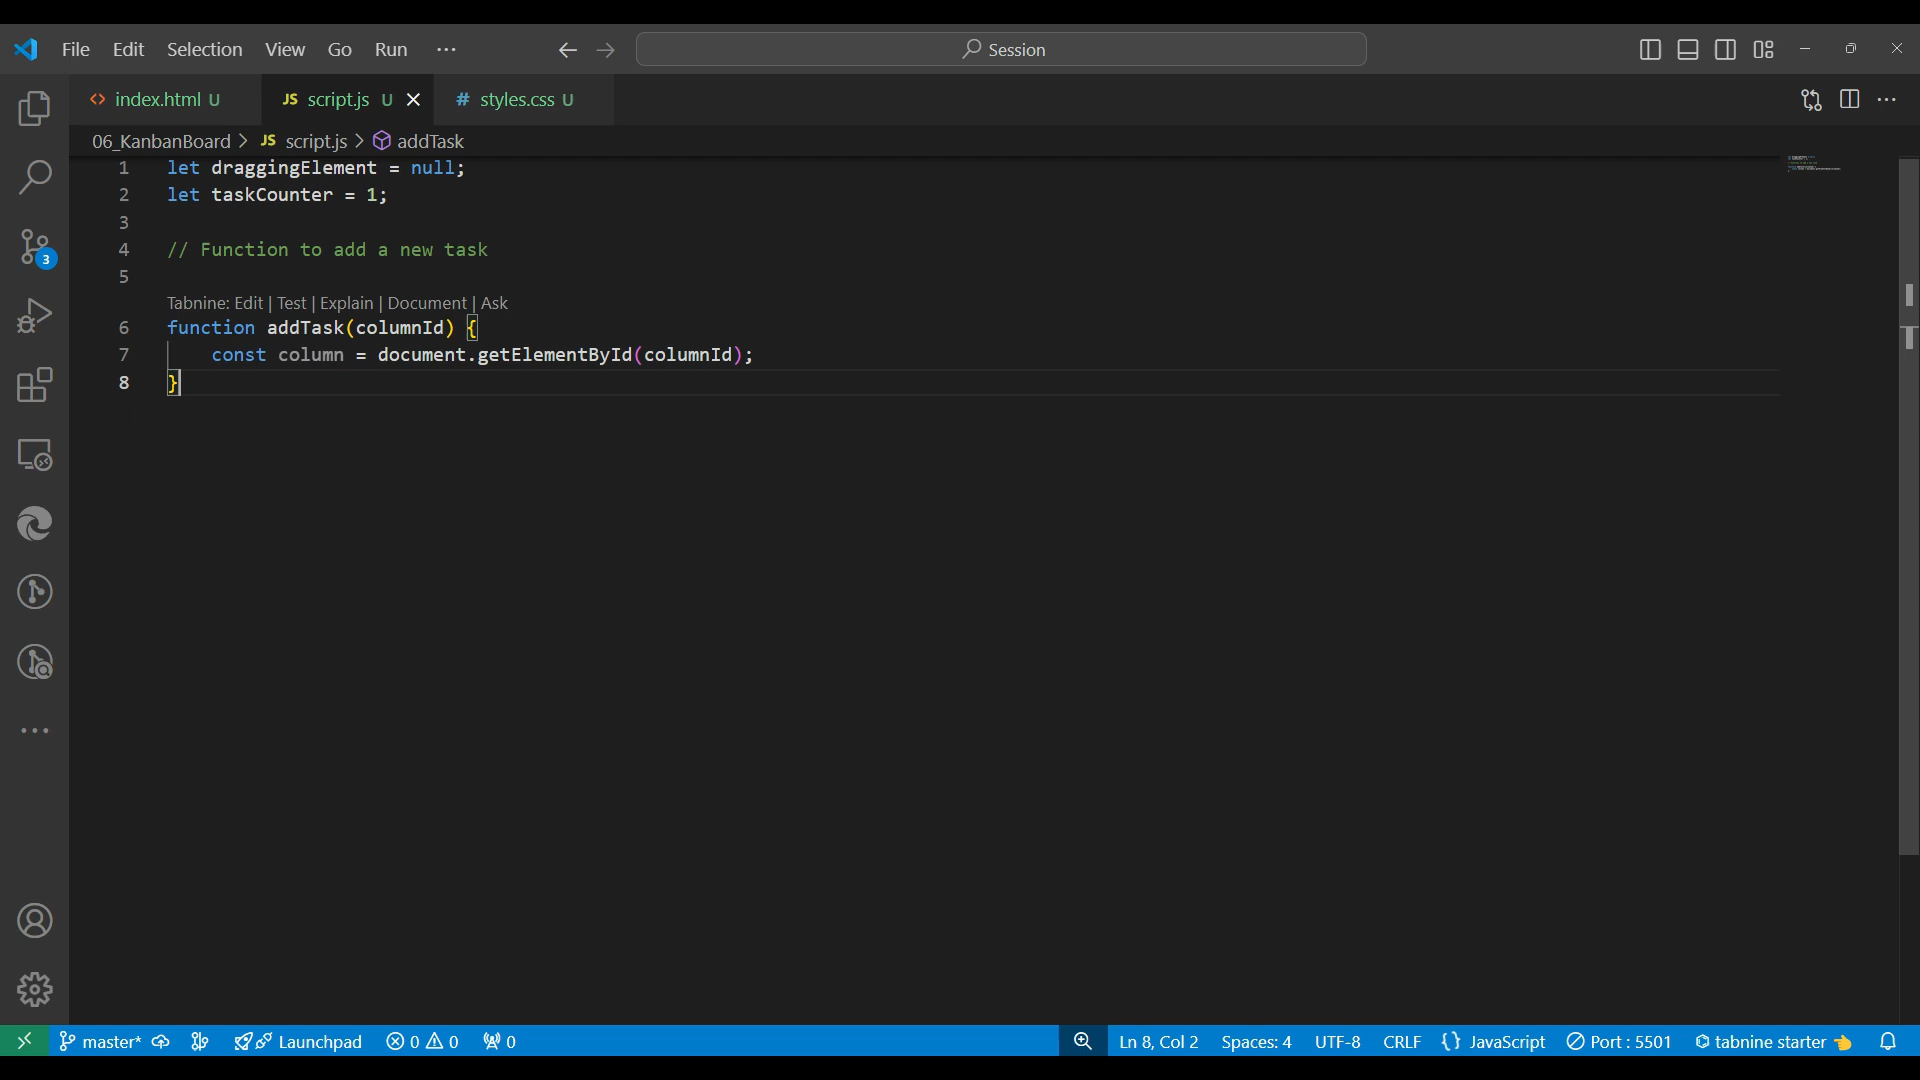 File Edit Selection View Go Run ··· Session
index.html U JS script.js U # styles.css U
06_KanbanBoard > JS script.js > addTask
1 let draggingElement = null;
2 let taskCounter = 1;
3
4 // Function to add a new task
5
Tabnine: Edit | Test | Explain | Document | Ask
6 function addTask(columnId) {
7 const column = document.getElementById(columnId);
8 }
3
master* Launchpad 0 0 0 Ln 8, Col 2 Spaces: 4 UTF-8 CRLF {} JavaScript Port : 5501 tabnine starter